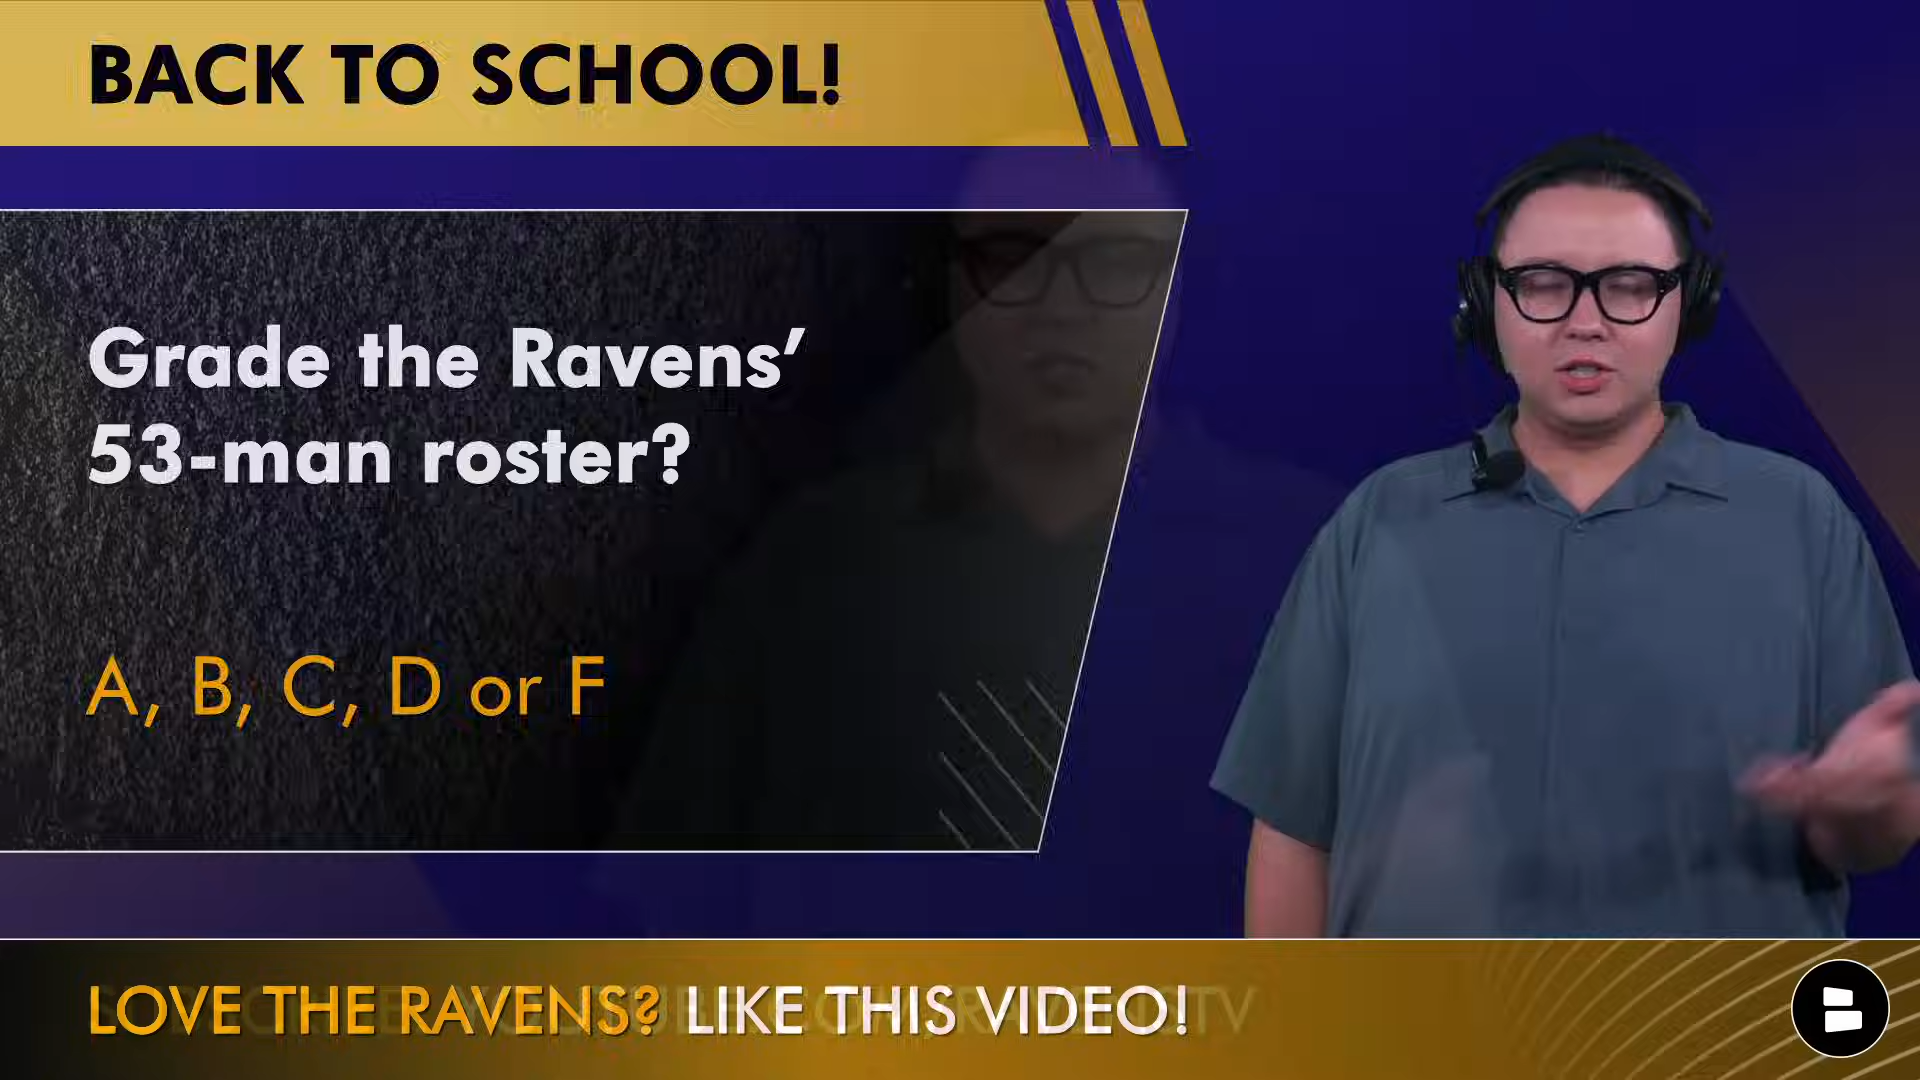 BACK TO SCHOOL!
Grade the Ravens’
53-man roster?
A, B, C, D or F
LOVE THE RAVENS? LIKE THIS VIDEO!